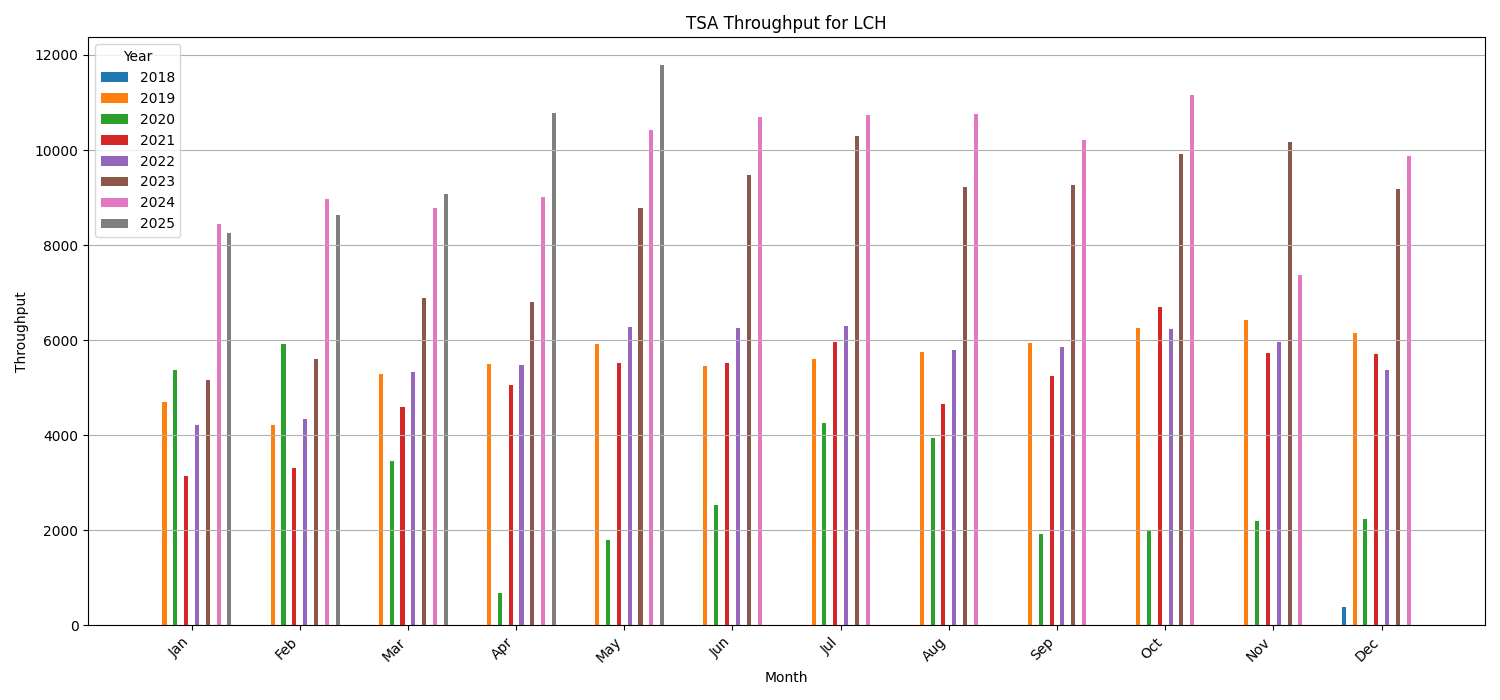 TSA Throughput for LCH
Year
2018
2019
2020
2021
2022
2023
2024
2025
12000
10000
8000
6000
4000
2000
0
Throughput
Jan
Feb
Mar
Apr
May
Jun
Jul
Aug
Sep
Oct
Nov
Dec
Month